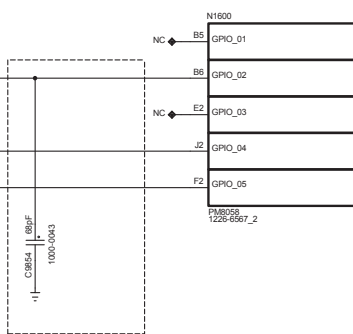 N1600
NC
B5
GPIO_01
B6
GPIO_02
NC
E2
GPIO_03
J2
GPIO_04
F2
GPIO_05
PM8058
1226-6567_2
C9854
68pF
1000-0043